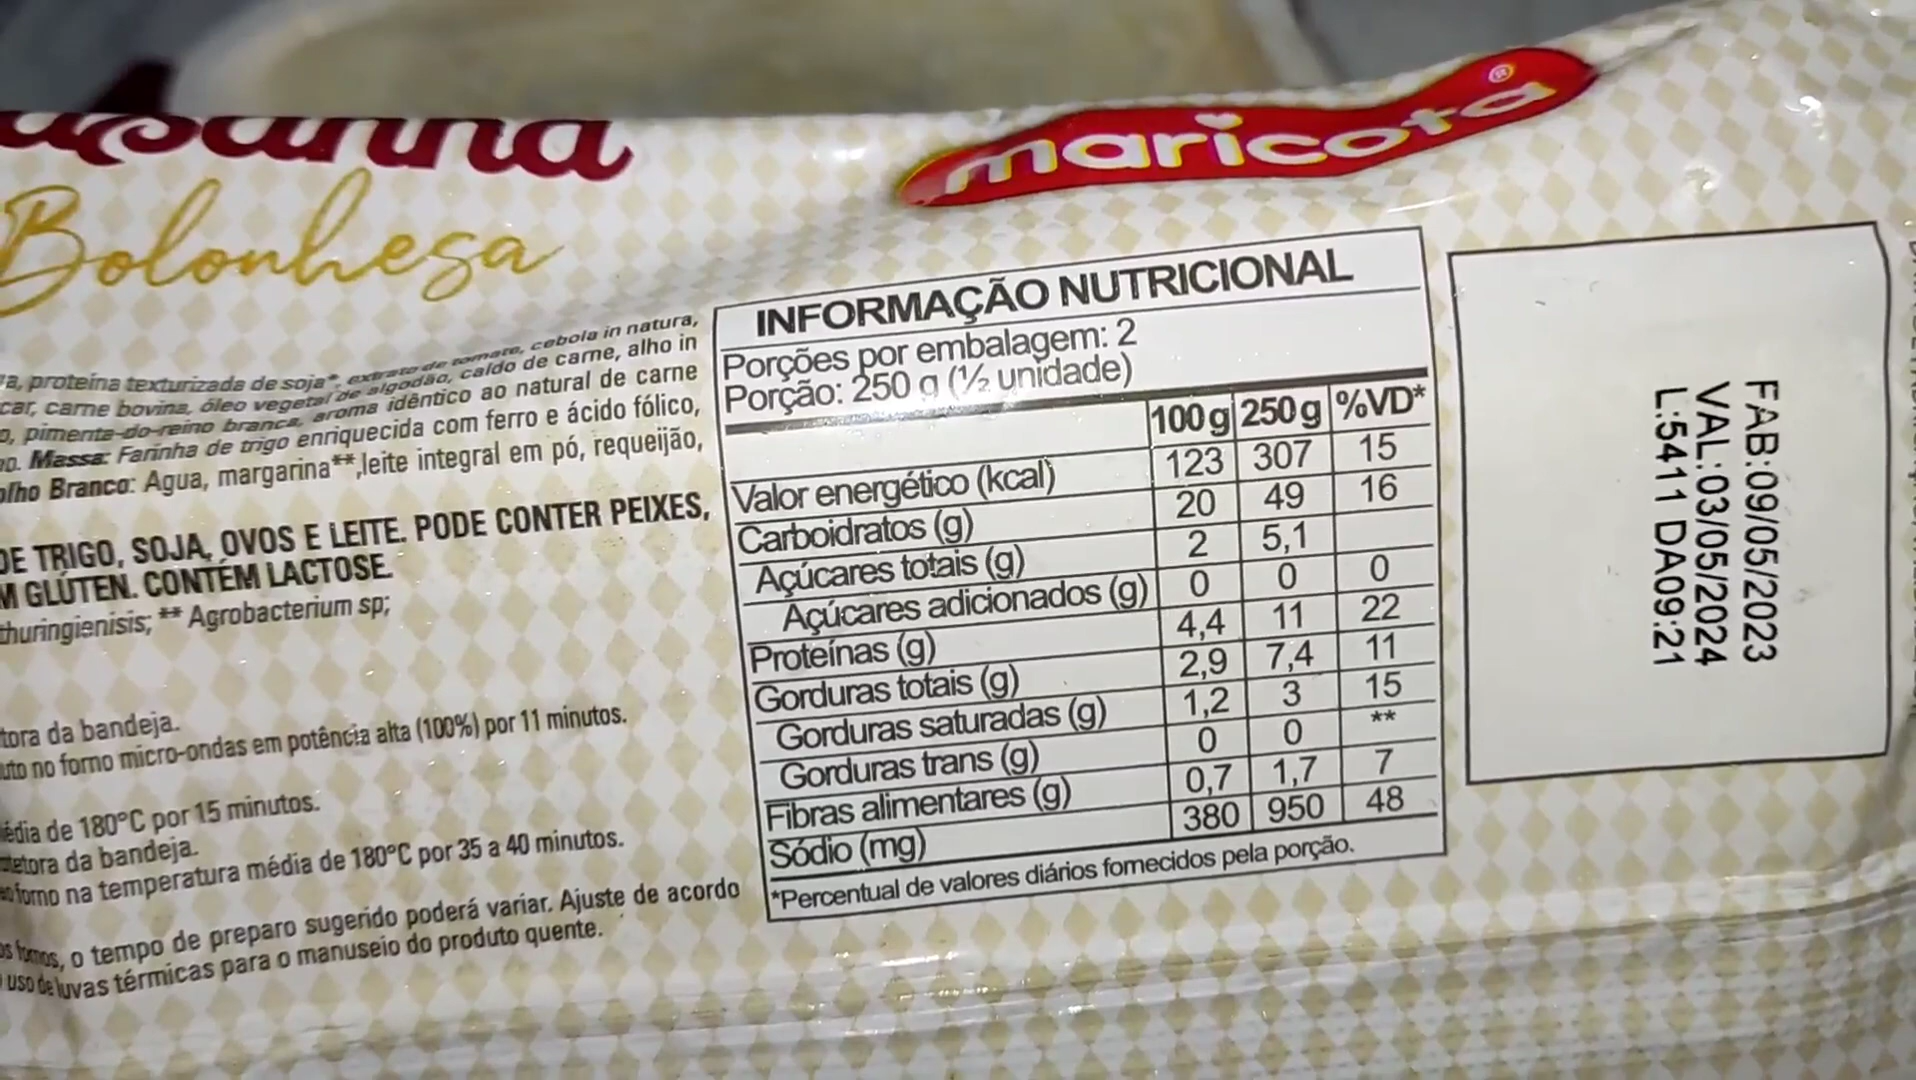 asanha
Bolonhesa
maricota®
a, proteína texturizada de soja*, extrato de tomate, cebola in natura,
car, carne bovina, óleo vegetal de algodão, caldo de carne, alho in
o, pimenta-do-reino branca, aroma idêntico ao natural de carne
no. Massa: Farinha de trigo enriquecida com ferro e ácido fólico,
olho Branco: Agua, margarina**,leite integral em pó, requeijão,
DE TRIGO, SOJA, OVOS E LEITE. PODE CONTER PEIXES,
M GLÚTEN. CONTÉM LACTOSE.
thuringienisis; ** Agrobacterium sp;
tora da bandeja.
uto no forno micro-ondas em potência alta (100%) por 11 minutos.
édia de 180°C por 15 minutos.
tetora da bandeja.
forno na temperatura média de 180°C por 35 a 40 minutos.
os fornos, o tempo de preparo sugerido poderá variar. Ajuste de acordo
uso de luvas térmicas para o manuseio do produto quente.
INFORMAÇÃO NUTRICIONAL
Porções por embalagem: 2
Porção: 250 g (½ unidade)
100 g 250 g %VD*
Valor energético (kcal) 123 307 15
Carboidratos (g) 20 49 16
Açúcares totais (g) 2 5,1
Açúcares adicionados (g) 0 0 0
Proteínas (g) 4,4 11 22
Gorduras totais (g) 2,9 7,4 11
Gorduras saturadas (g) 1,2 3 15
Gorduras trans (g) 0 0 **
Fibras alimentares (g) 0,7 1,7 7
Sódio (mg) 380 950 48
*Percentual de valores diários fornecidos pela porção.
FAB:09/05/2023
VAL:03/05/2024
L:5411 DA09:21